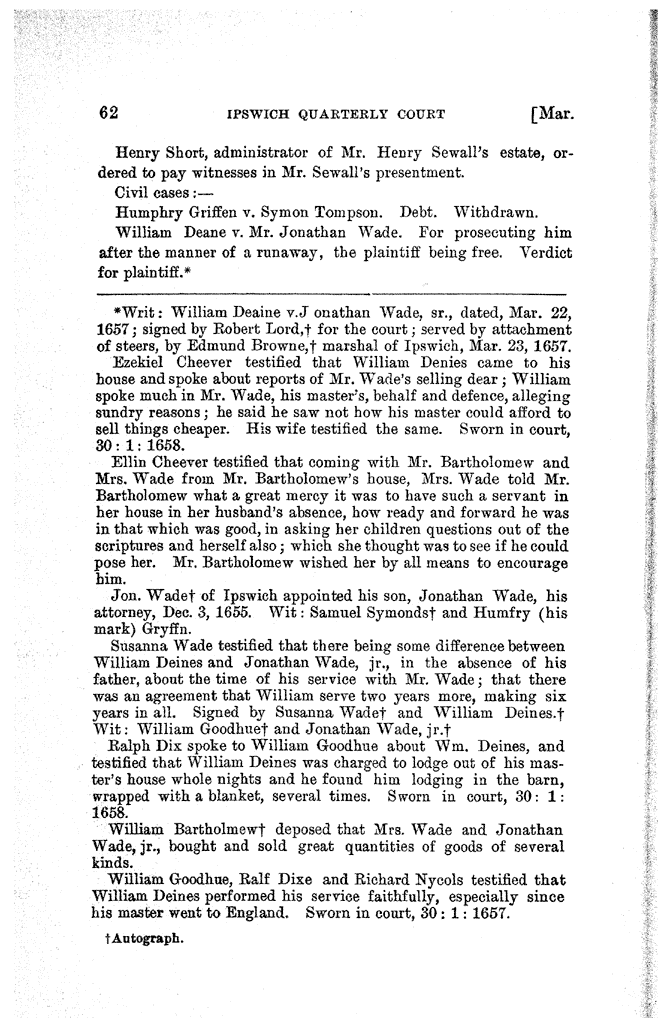 62 IPSWICH QUARTERLY COURT [Mar.
Henry Short, administrator of Mr. Henry Sewall's estate, or-
dered to pay witnesses in Mr. Sewall's presentment.
Civil cases:—
Humphry Griffen v. Symon Tompson. Debt. Withdrawn.
William Deane v. Mr. Jonathan Wade. For prosecuting him
after the manner of a runaway, the plaintiff being free. Verdict
for plaintiff.*
*Writ: William Deaine v.J onathan Wade, sr., dated, Mar. 22,
1657; signed by Robert Lord,† for the court; served by attachment
of steers, by Edmund Browne,† marshal of Ipswich, Mar. 23, 1657.
Ezekiel Cheever testified that William Denies came to his
house and spoke about reports of Mr. Wade's selling dear; William
spoke much in Mr. Wade, his master's, behalf and defence, alleging
sundry reasons; he said he saw not how his master could afford to
sell things cheaper. His wife testified the same. Sworn in court,
30: 1: 1658.
Ellin Cheever testified that coming with Mr. Bartholomew and
Mrs. Wade from Mr. Bartholomew's house, Mrs. Wade told Mr.
Bartholomew what a great mercy it was to have such a servant in
her house in her husband's absence, how ready and forward he was
in that which was good, in asking her children questions out of the
scriptures and herself also; which she thought was to see if he could
pose her. Mr. Bartholomew wished her by all means to encourage
him.
Jon. Wade† of Ipswich appointed his son, Jonathan Wade, his
attorney, Dec. 3, 1655. Wit: Samuel Symonds† and Humfry (his
mark) Gryffn.
Susanna Wade testified that there being some difference between
William Deines and Jonathan Wade, jr., in the absence of his
father, about the time of his service with Mr. Wade; that there
was an agreement that William serve two years more, making six
years in all. Signed by Susanna Wade† and William Deines.†
Wit: William Goodhue† and Jonathan Wade, jr.†
Ralph Dix spoke to William Goodhue about Wm. Deines, and
testified that William Deines was charged to lodge out of his mas-
ter's house whole nights and he found him lodging in the barn,
wrapped with a blanket, several times. Sworn in court, 30: 1:
1658.
William Bartholmew† deposed that Mrs. Wade and Jonathan
Wade, jr., bought and sold great quantities of goods of several
kinds.
William Goodhue, Ralf Dixe and Richard Nycols testified that
William Deines performed his service faithfully, especially since
his master went to England. Sworn in court, 30: 1: 1657.
†Autograph.